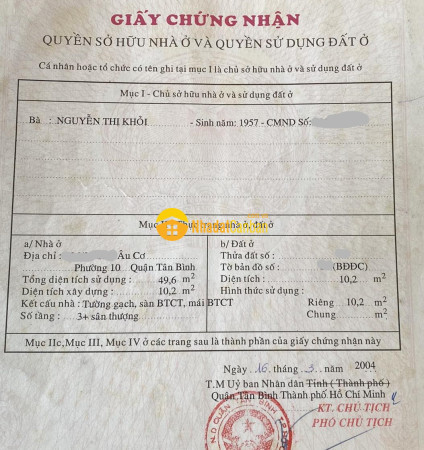 GIẤY CHỨNG NHẬN
QUYỀN SỞ HỮU NHÀ Ở VÀ QUYỀN SỬ DỤNG ĐẤT Ở
Cá nhân hoặc tổ chức có tên ghi tại mục I là chủ sở hữu nhà ở và sử dụng đất ở
Mục I - Chủ sở hữu nhà ở và sử dụng đất ở
Bà : NGUYỄN THỊ KHỎI - Sinh năm: 1957 - CMND Số:
Mục thực trạng nhà ở, đất ở
a/ Nhà ở
Địa chỉ : Âu Cơ
Phường 10 Quận Tân Bình
Tổng diện tích sử dụng : 49,6 m2
Diện tích xây dựng : 10,2 m2
Kết cấu nhà : Tường gạch, sàn BTCT, mái BTCT
Số tầng : 3+ sân thượng
b/ Đất ở
Thửa đất số :
Tờ bản đồ số : (BĐĐC)
Diện tích : 10,2 m2
Hình thức sử dụng :
Riêng 10,2 m2
Chung m2
Mục IIc, Mục III, Mục IV ở các trang sau là thành phần của giấy chứng nhận này
Ngày 16 tháng 3 năm 2004
T.M Uỷ ban Nhân dân Tỉnh ( Thành phố )
Quận Tân Bình Thành phố Hồ Chí Minh
KT. CHỦ TỊCH
PHÓ CHỦ TỊCH
N.D QUẬN TÂN BÌNH T.P